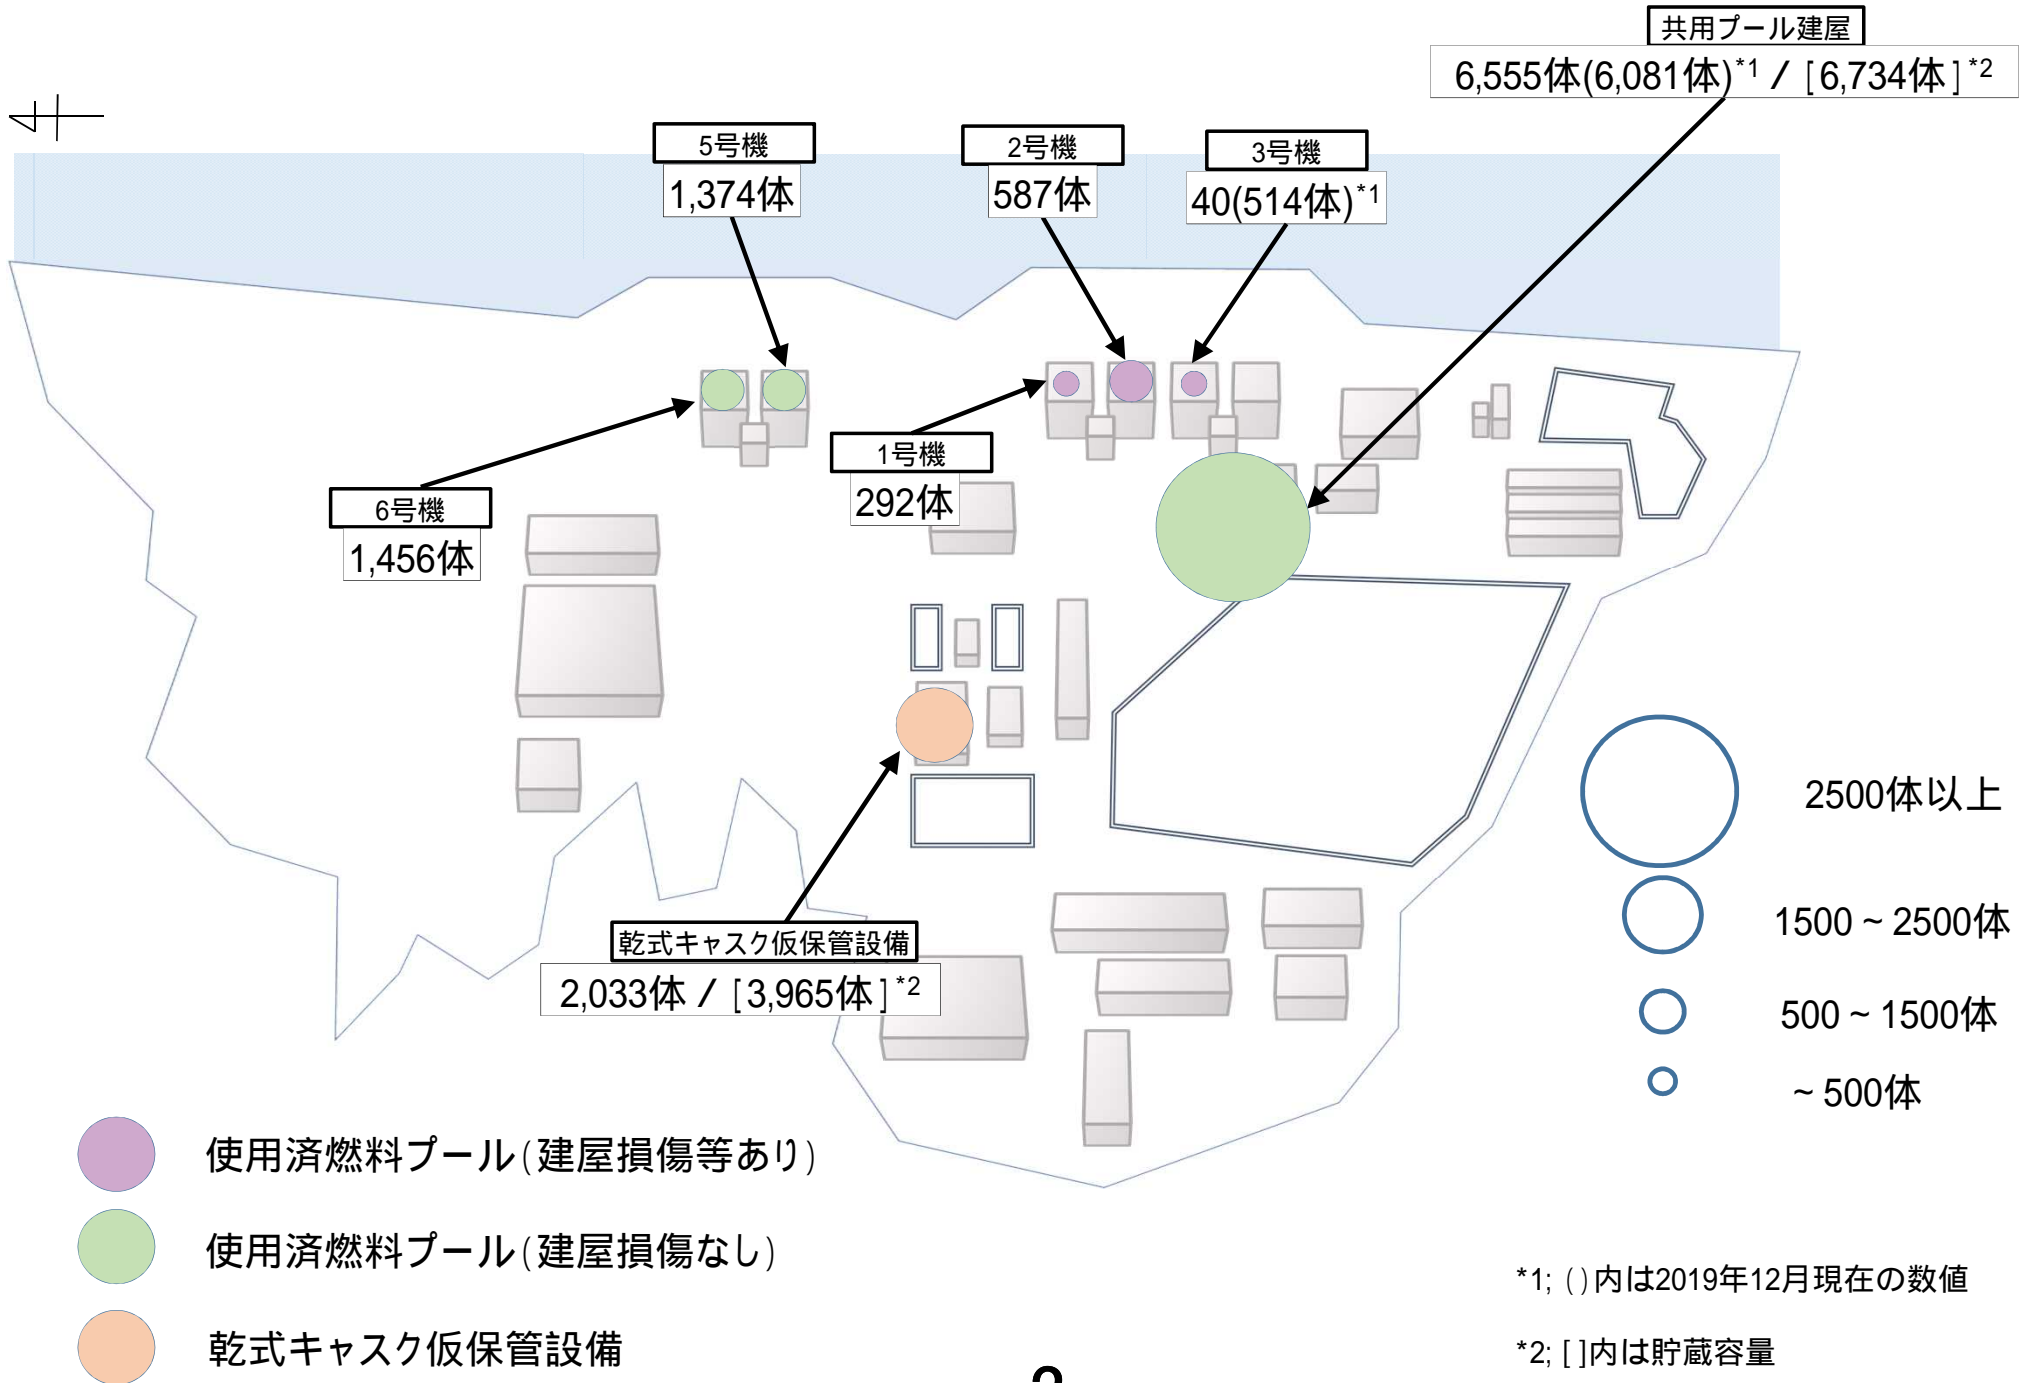 共用プール建屋
6,555体(6,081体)*1 / [6,734体]*2
5号機
1,374体
2号機
587体
3号機
40(514体)*1
1号機
292体
6号機
1,456体
乾式キャスク仮保管設備
2,033体 / [3,965体]*2
2500体以上
1500~2500体
500~1500体
~500体
使用済燃料プール(建屋損傷等あり)
使用済燃料プール(建屋損傷なし)
乾式キャスク仮保管設備
*1; ()内は2019年12月現在の数値
*2; []内は貯蔵容量